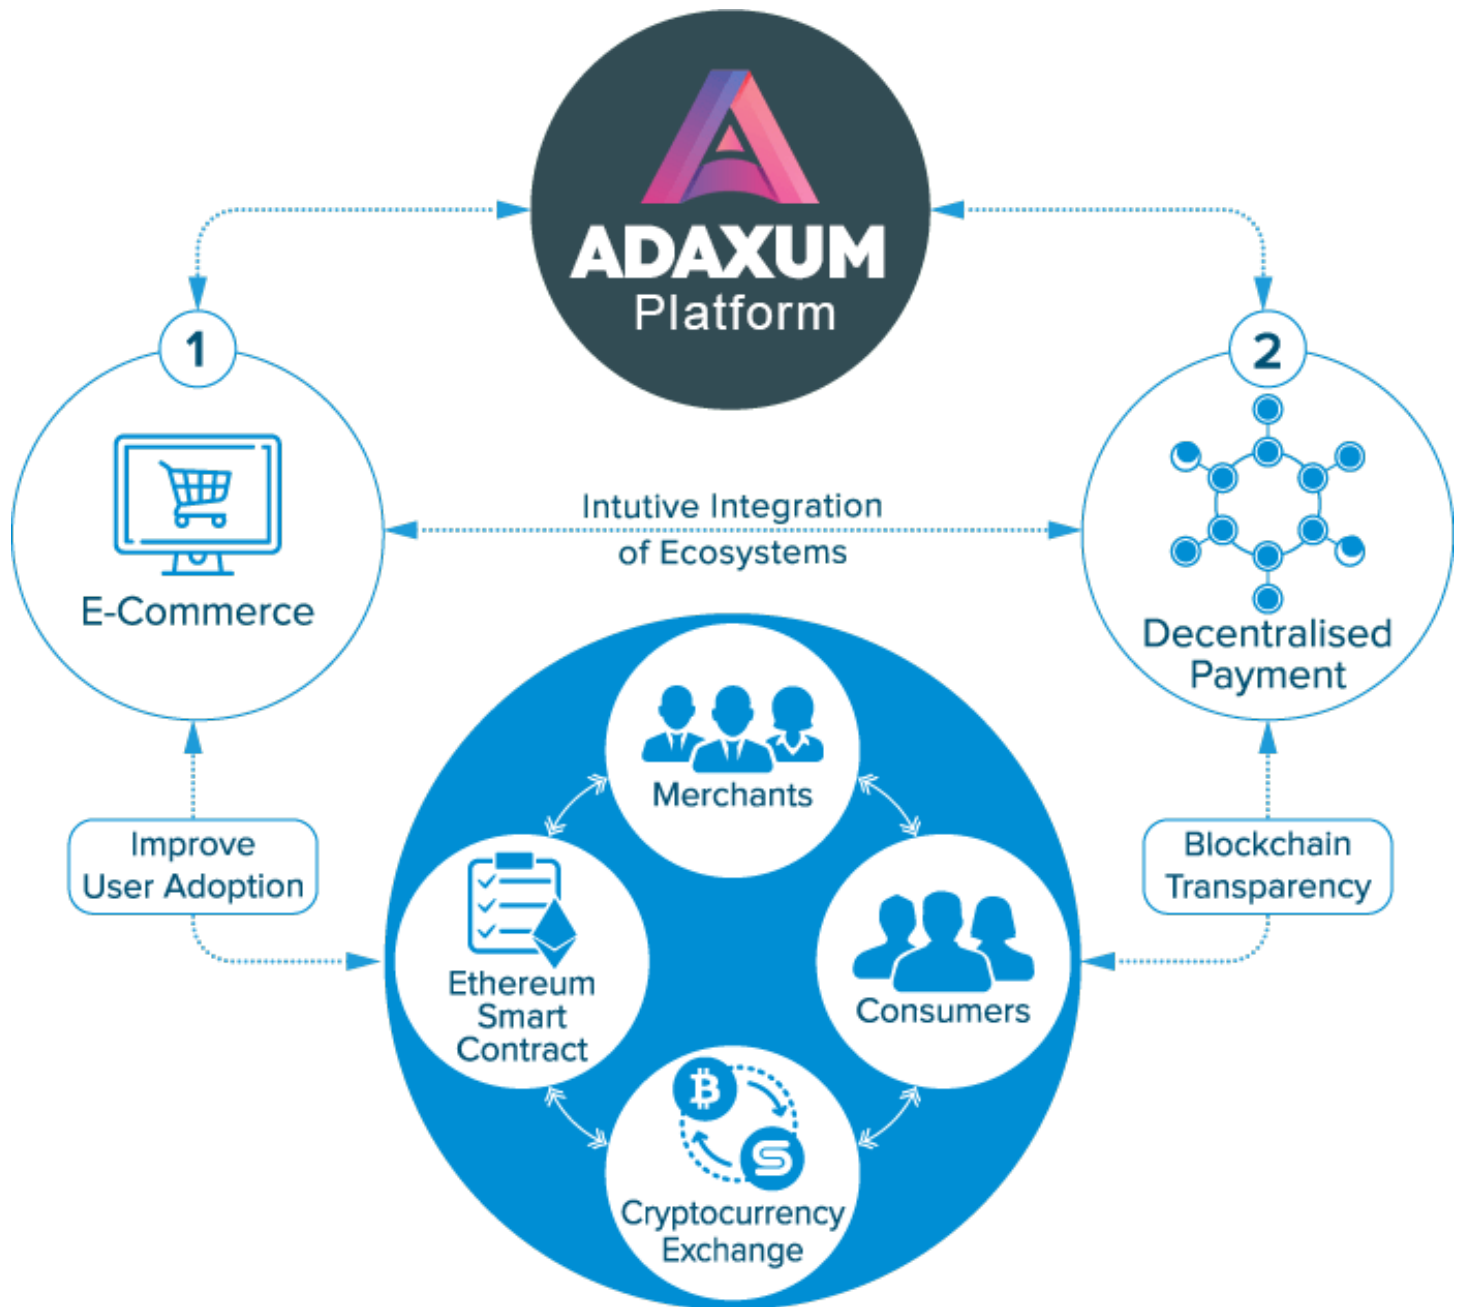 ADAXUM
Platform
1
2
E-Commerce
Intutive Integration
of Ecosystems
Decentralised
Payment
Improve
User Adoption
Blockchain
Transparency
Merchants
Ethereum
Smart
Contract
Consumers
Cryptocurrency
Exchange